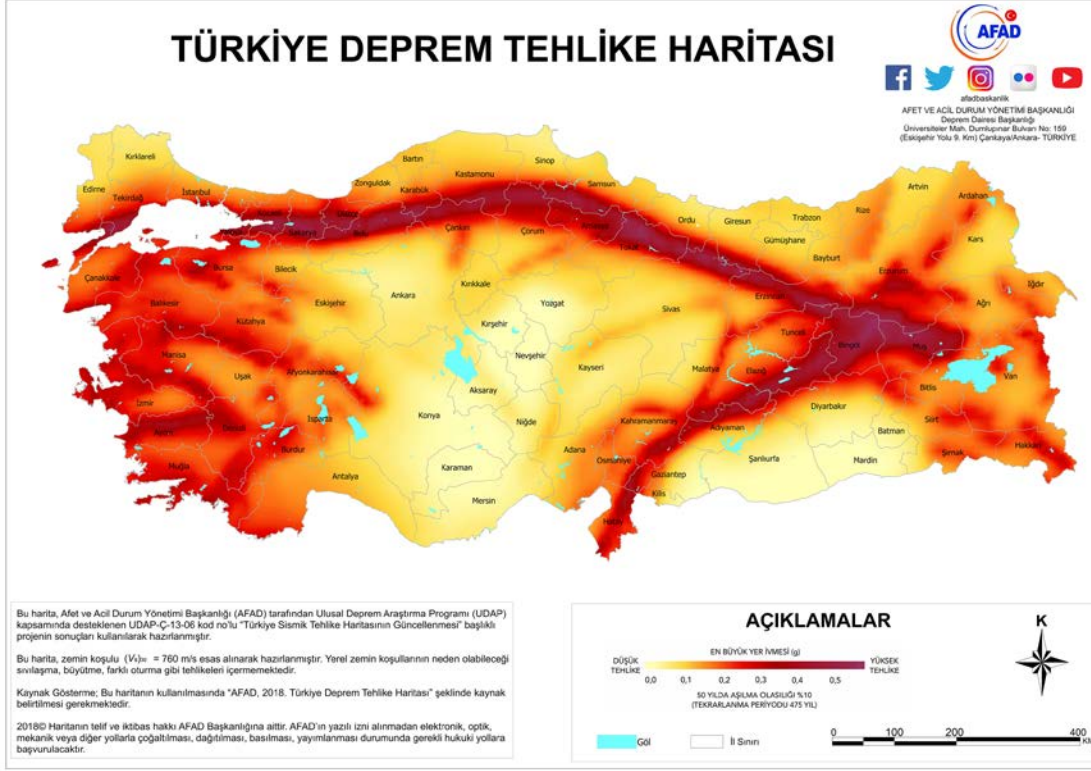 TÜRKİYE DEPREM TEHLİKE HARİTASI
AFAD
afadbaskanlik
AFET VE ACİL DURUM YÖNETİMİ BAŞKANLIĞI
Deprem Dairesi Başkanlığı
Üniversiteler Mah. Dumlupınar Bulvarı No: 159
(Eskişehir Yolu 9. Km) Çankaya/Ankara- TÜRKİYE
Kırklareli
Edirne
Tekirdağ
İstanbul
Zonguldak
Bartın
Karabük
Kastamonu
Sinop
Samsun
Ordu
Giresun
Trabzon
Rize
Artvin
Ardahan
Kars
Gümüşhane
Bayburt
Erzurum
Iğdır
Ağrı
Çanakkale
Bursa
Bilecik
Sakarya
Bolu
Çankırı
Çorum
Tokat
Balıkesir
Kütahya
Eskişehir
Ankara
Kırıkkale
Yozgat
Sivas
Erzincan
Tunceli
Bingöl
Muş
Manisa
Uşak
Afyonkarahisar
Kırşehir
Nevşehir
Kayseri
Malatya
Elazığ
Bitlis
Van
İzmir
Aydın
Denizli
Isparta
Konya
Aksaray
Niğde
Kahramanmaraş
Adıyaman
Diyarbakır
Batman
Siirt
Hakkari
Muğla
Burdur
Antalya
Karaman
Mersin
Adana
Osmaniye
Gaziantep
Kilis
Şanlıurfa
Mardin
Şırnak
Hatay
Bu harita, Afet ve Acil Durum Yönetimi Başkanlığı (AFAD) tarafından Ulusal Deprem Araştırma Programı (UDAP)
kapsamında desteklenen UDAP-Ç-13-06 kod no'lu "Türkiye Sismik Tehlike Haritasının Güncellenmesi" başlıklı
projenin sonuçları kullanılarak hazırlanmıştır.
Bu harita, zemin koşulu (Vs)30 = 760 m/s esas alınarak hazırlanmıştır. Yerel zemin koşullarının neden olabileceği
sıvılaşma, büyütme, farklı oturma gibi tehlikeleri içermemektedir.
Kaynak Gösterme; Bu haritanın kullanılmasında "AFAD, 2018. Türkiye Deprem Tehlike Haritası" şeklinde kaynak
belirtilmesi gerekmektedir.
2018© Haritanın telif ve iktibas hakkı AFAD Başkanlığına aittir. AFAD'ın yazılı izni alınmadan elektronik, optik,
mekanik veya diğer yollarla çoğaltılması, dağıtılması, basılması, yayımlanması durumunda gerekli hukuki yollara
başvurulacaktır.
AÇIKLAMALAR
EN BÜYÜK YER İVMESİ (g)
DÜŞÜK TEHLİKE
YÜKSEK TEHLİKE
0,0 0,1 0,2 0,3 0,4 0,5
50 YILDA AŞILMA OLASILIĞI %10
(TEKRARLANMA PERİYODU 475 YIL)
Göl
İl Sınırı
K
0 100 200 400
KM